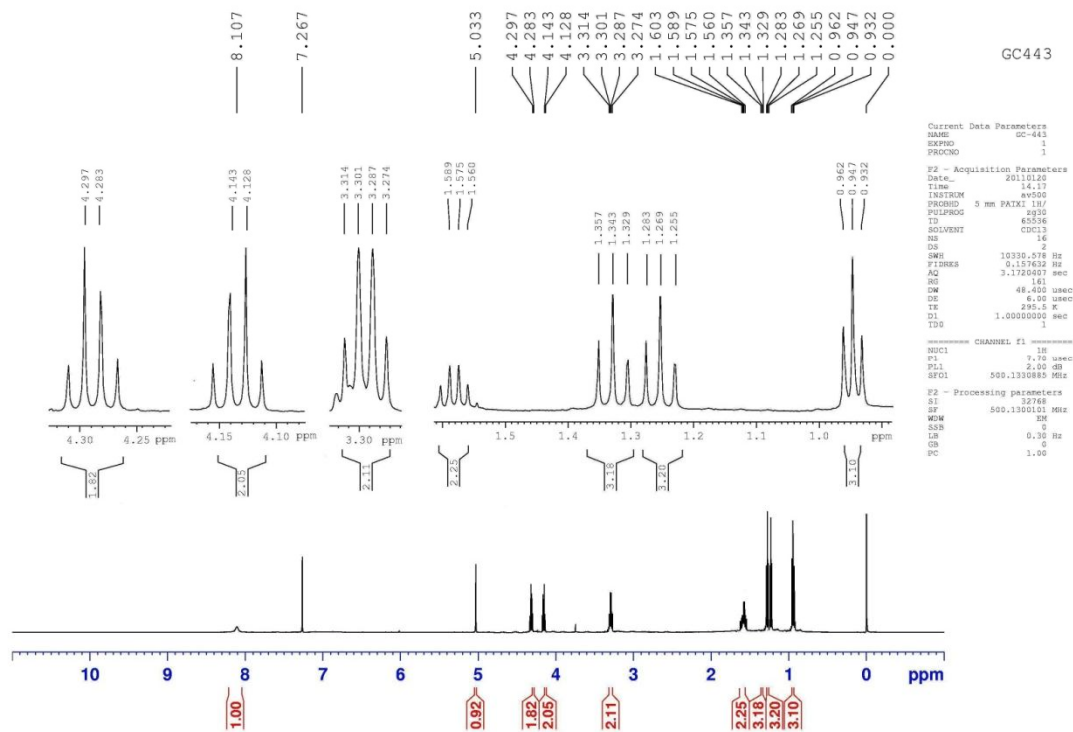 8.107
7.267
5.033
4.297
4.283
4.143
4.128
3.314
3.301
3.287
3.274
1.603
1.589
1.575
1.560
1.357
1.343
1.329
1.283
1.269
1.255
0.962
0.947
0.932
0.000
GC443
Current Data Parameters
NAME GC-443
EXPNO 1
PROCNO 1
F2 - Acquisition Parameters
Date_ 20110120
Time 14.17
INSTRUM av500
PROBHD 5 mm PATXI 1H/
PULPROG zg30
TD 65536
SOLVENT CDCl3
NS 16
DS 2
SWH 10330.578 Hz
FIDRES 0.157632 Hz
AQ 3.1720407 sec
RG 161
DW 48.400 usec
DE 6.00 usec
TE 295.5 K
D1 1.00000000 sec
TD0 1
======== CHANNEL f1 ========
NUC1 1H
P1 7.70 usec
PL1 2.00 dB
SFO1 500.1330885 MHz
F2 - Processing parameters
SI 32768
SF 500.1300101 MHz
WDW EM
SSB 0
LB 0.30 Hz
GB 0
PC 1.00
4.297
4.283
4.143
4.128
3.314
3.301
3.287
3.274
1.589
1.575
1.560
1.357
1.343
1.329
1.283
1.269
1.255
0.962
0.947
0.932
4.30 4.25 ppm
4.15 4.10 ppm
3.30 ppm
1.5 1.4 1.3 1.2 1.1 1.0 ppm
1.82 2.05 2.11 2.25 3.18 3.20 3.10
10 9 8 7 6 5 4 3 2 1 0 ppm
1.00 0.92 1.82 2.05 2.11 2.25 3.18 3.20 3.10